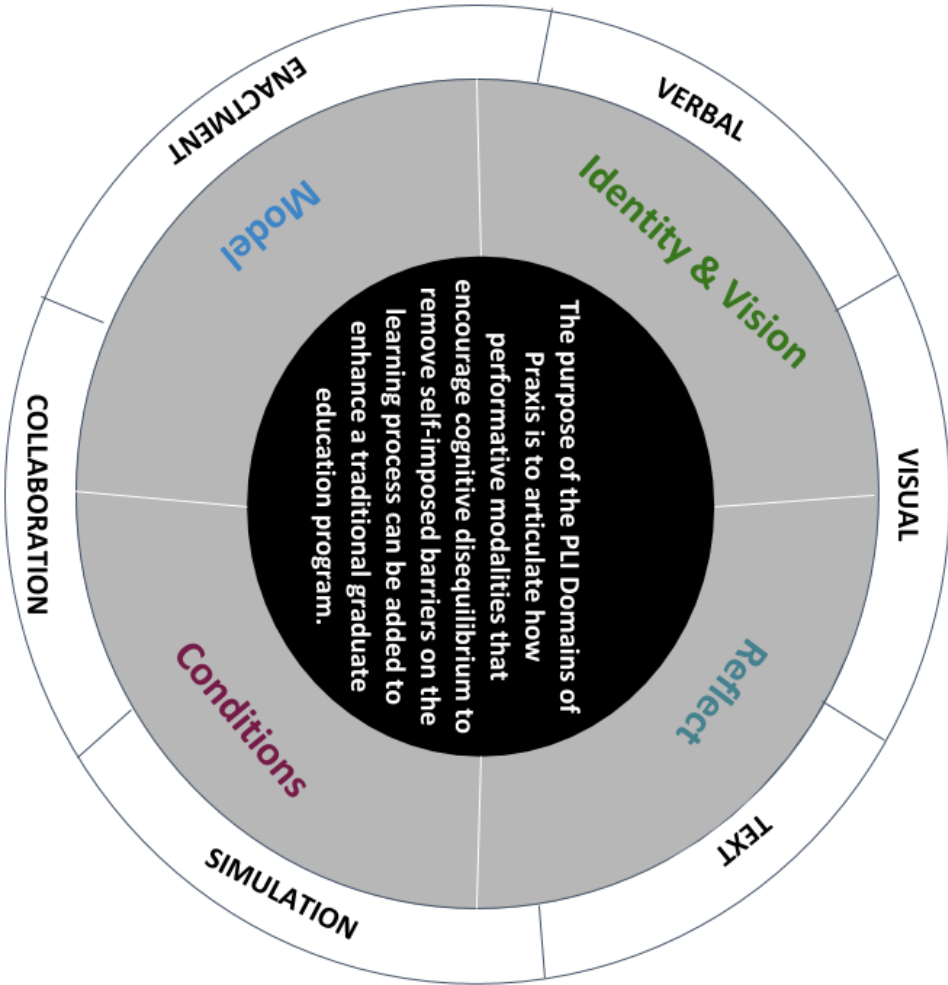 VERBAL
VISUAL
TEXT
SIMULATION
COLLABORATION
ENACTMENT
Identity & Vision
Reflect
Conditions
Model
The purpose of the PLI Domains of
Praxis is to articulate how
performative modalities that
encourage cognitive disequilibrium to
remove self-imposed barriers on the
learning process can be added to
enhance a traditional graduate
education program.